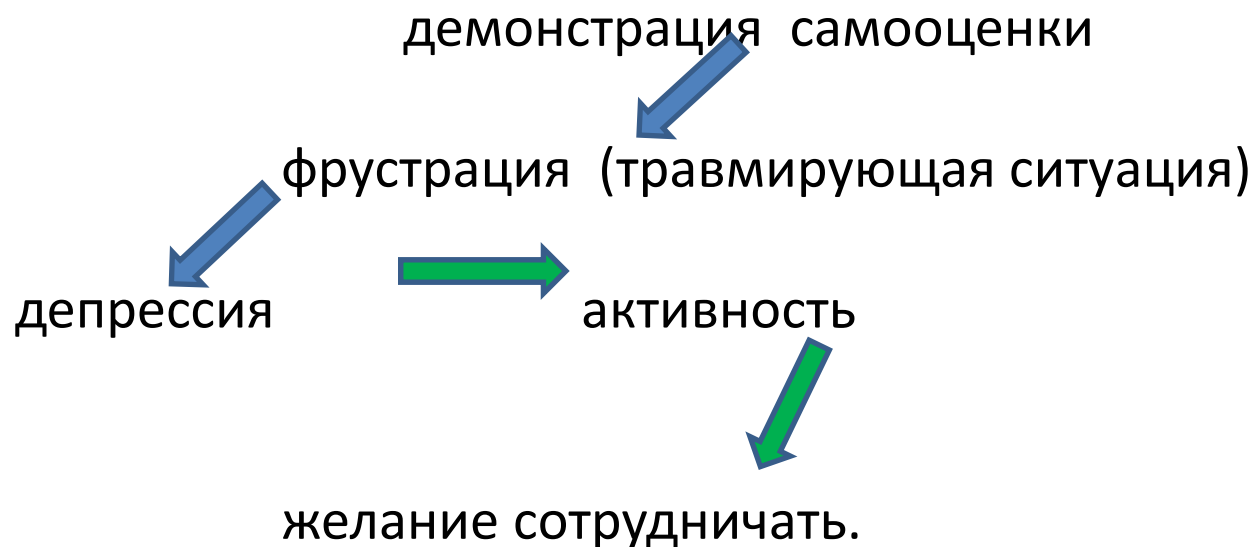 демонстрация самооценки
фрустрация (травмирующая ситуация)
депрессия активность
желание сотрудничать.